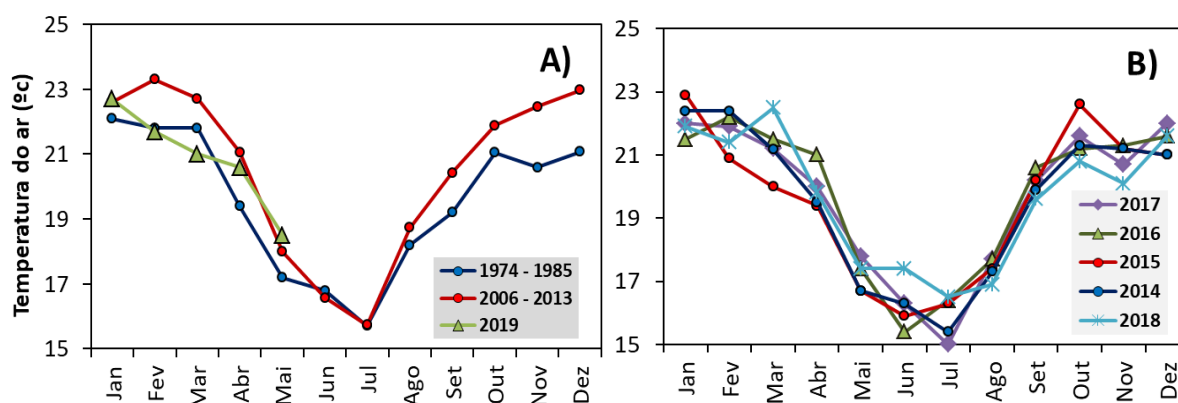 Temperatura do ar (ºc)
25
23
21
19
17
15
A)
1974 - 1985
2006 - 2013
2019
Jan
Fev
Mar
Abr
Mai
Jun
Jul
Ago
Set
Out
Nov
Dez
25
23
21
19
17
15
B)
2017
2016
2015
2014
2018
Jan
Fev
Mar
Abr
Mai
Jun
Jul
Ago
Set
Out
Nov
Dez